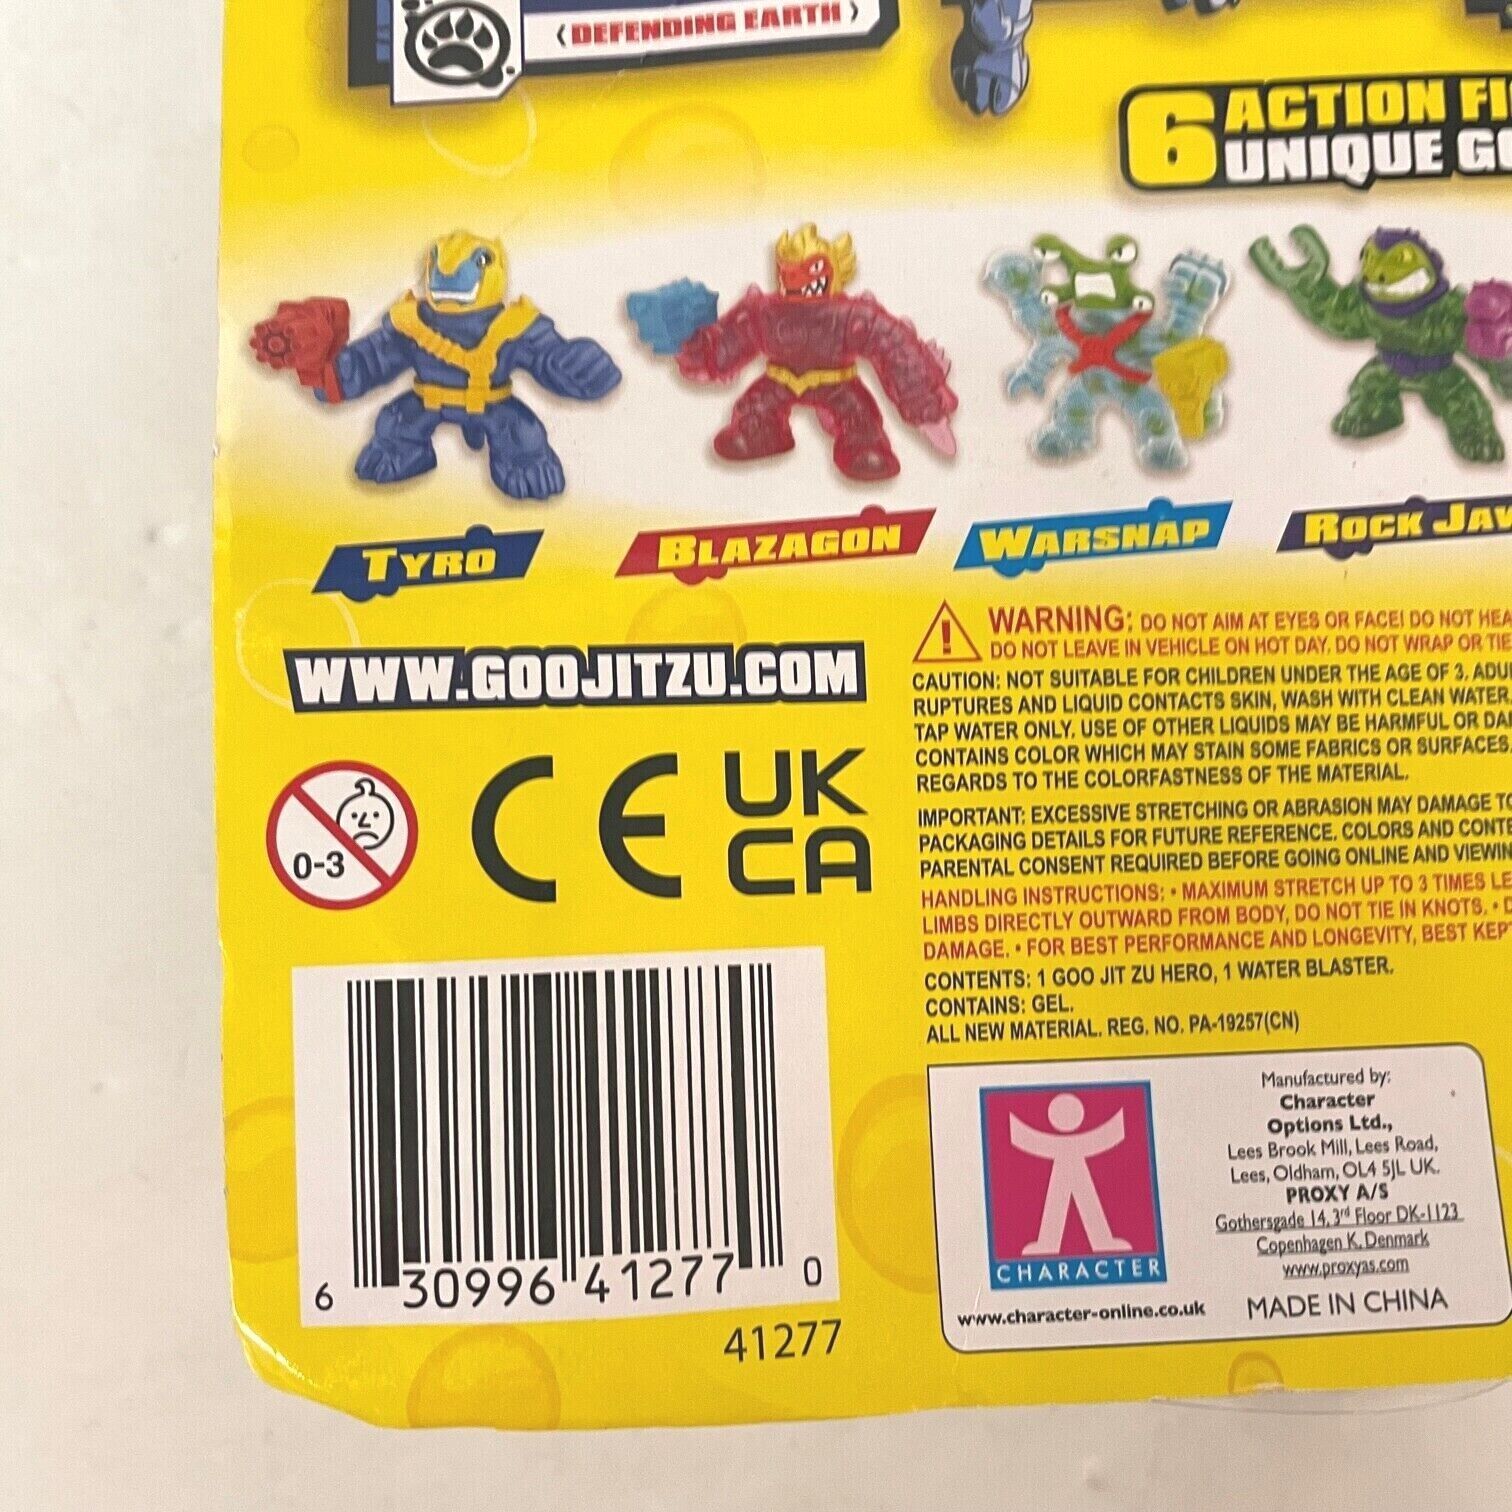 < DEFENDING EARTH >
6 ACTION
UNIQUE
TYRO
BLAZAGON
WARSNAP
ROCK
WWW.GOOJITZU.COM
WARNING: DO NOT AIM AT EYES OR FACE! DO NOT
DO NOT LEAVE IN VEHICLE ON HOT DAY. DO NOT WRAP OR TIE
CAUTION: NOT SUITABLE FOR CHILDREN UNDER THE AGE OF 3.
RUPTURES AND LIQUID CONTACTS SKIN, WASH WITH CLEAN WATER
TAP WATER ONLY. USE OF OTHER LIQUIDS MAY BE HARMFUL OR
CONTAINS COLOR WHICH MAY STAIN SOME FABRICS OR SURFACES.
REGARDS TO THE COLORFASTNESS OF THE MATERIAL.
IMPORTANT: EXCESSIVE STRETCHING OR ABRASION MAY DAMAGE
PACKAGING DETAILS FOR FUTURE REFERENCE. COLORS AND
PARENTAL CONSENT REQUIRED BEFORE GOING ONLINE AND
HANDLING INSTRUCTIONS: • MAXIMUM STRETCH UP TO 3 TIMES
LIMBS DIRECTLY OUTWARD FROM BODY, DO NOT TIE IN KNOTS. •
DAMAGE. • FOR BEST PERFORMANCE AND LONGEVITY, BEST
CONTENTS: 1 GOO JIT ZU HERO, 1 WATER BLASTER.
CONTAINS: GEL.
ALL NEW MATERIAL. REG. NO. PA-19257(CN)
0-3
CE
UK
CA
6 30996 41277 0
41277
CHARACTER
www.character-online.co.uk
Manufactured by:
Character
Options Ltd.,
Lees Brook Mill, Lees Road,
Lees, Oldham, OL4 5JL UK.
PROXY A/S
Gothersgade 14, 3rd Floor DK-1123
Copenhagen K, Denmark
www.proxyas.com
MADE IN CHINA